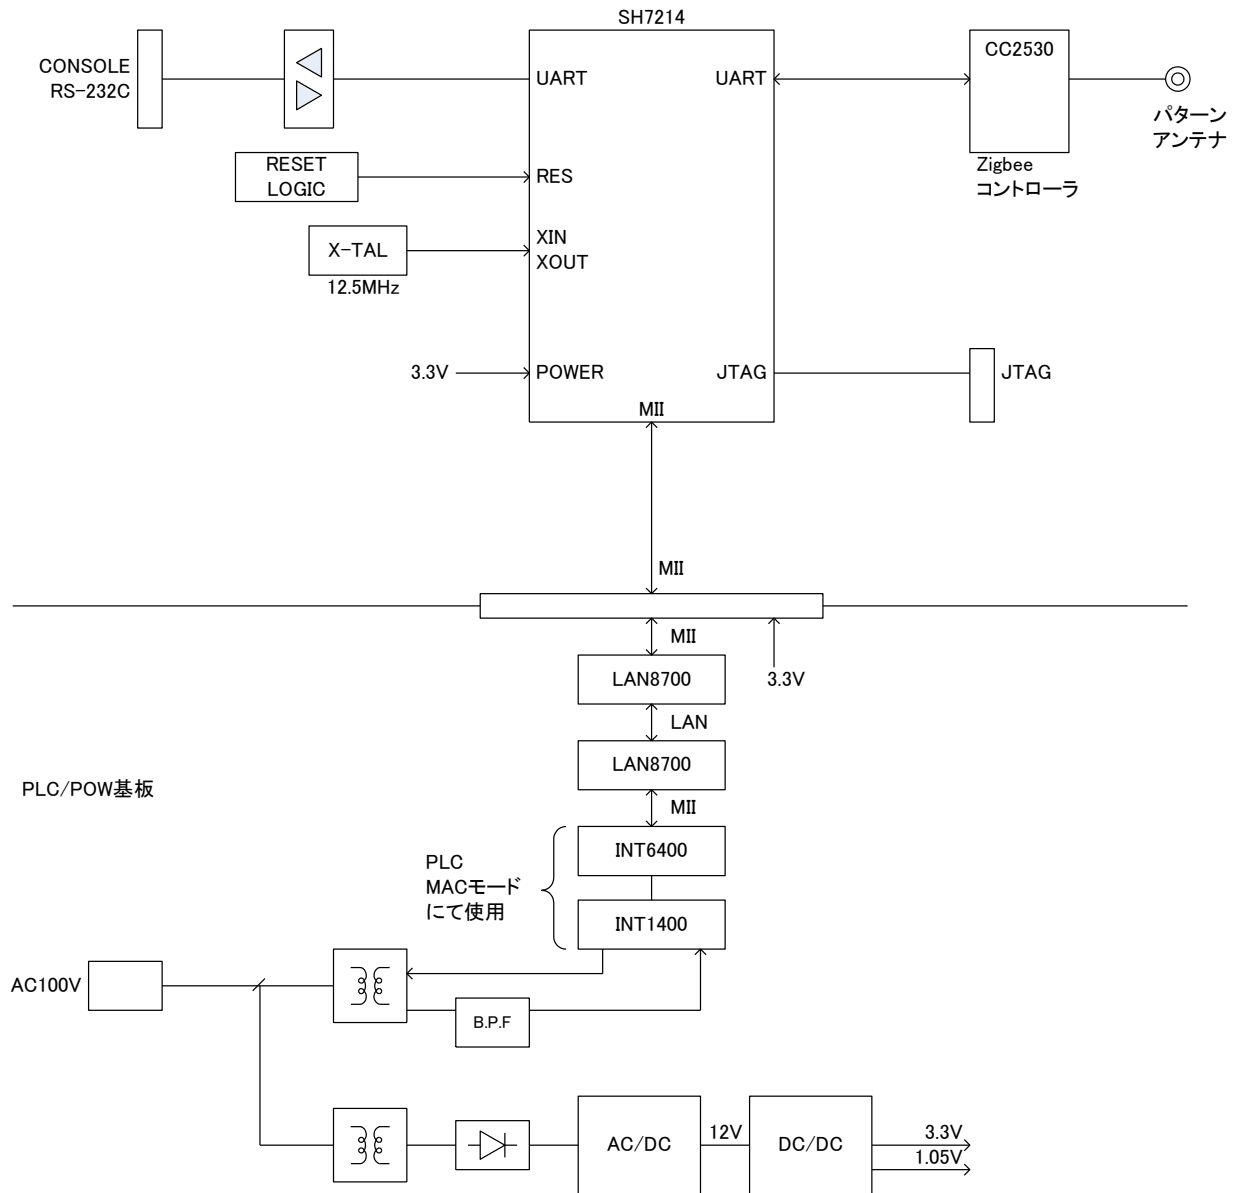 SH7214
CONSOLE
RS-232C
UART
UART
CC2530
パターン
アンテナ
Zigbee
コントローラ
RESET
LOGIC
RES
X-TAL
12.5MHz
XIN
XOUT
3.3V
POWER
JTAG
JTAG
MII
MII
MII
LAN8700
3.3V
LAN
LAN8700
PLC/POW基板
MII
INT6400
PLC
MACモード
にて使用
INT1400
AC100V
B.P.F
AC/DC
12V
DC/DC
3.3V
1.05V